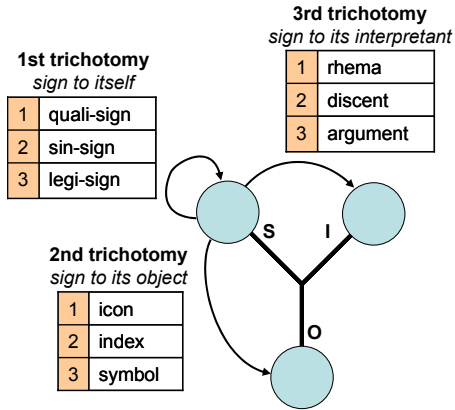 3rd trichotomy
sign to its interpretant
1 rhema
2 discent
3 argument
1st trichotomy
sign to itself
1 quali-sign
2 sin-sign
3 legi-sign
S
I
2nd trichotomy
sign to its object
1 icon
2 index
3 symbol
O